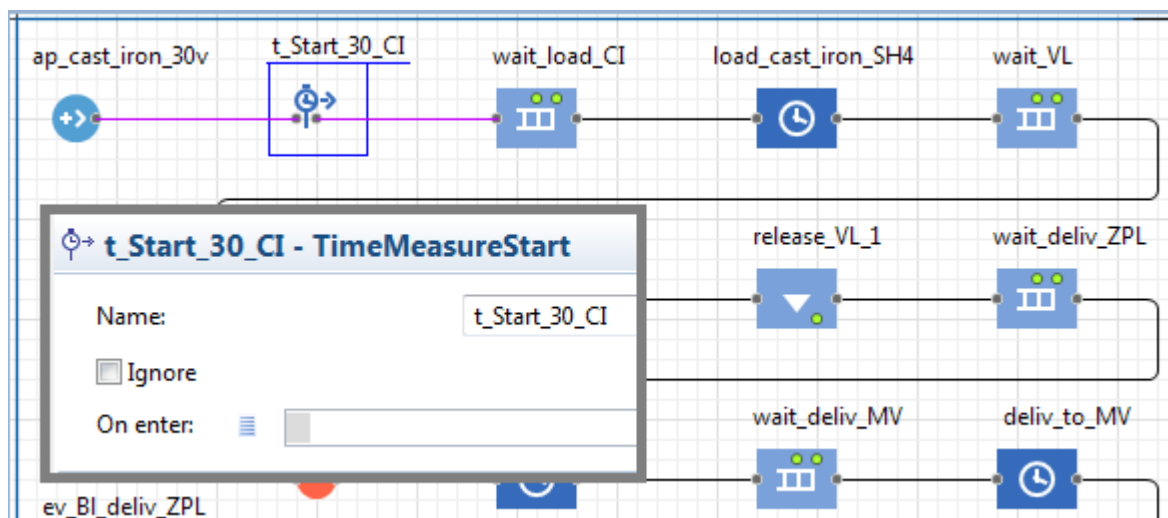 ap_cast_iron_30v
t_Start_30_CI
wait_load_CI
load_cast_iron_SH4
wait_VL
t_Start_30_CI - TimeMeasureStart
Name:
t_Start_30_CI
Ignore
On enter:
release_VL_1
wait_deliv_ZPL
wait_deliv_MV
deliv_to_MV
ev_BI_deliv_ZPL